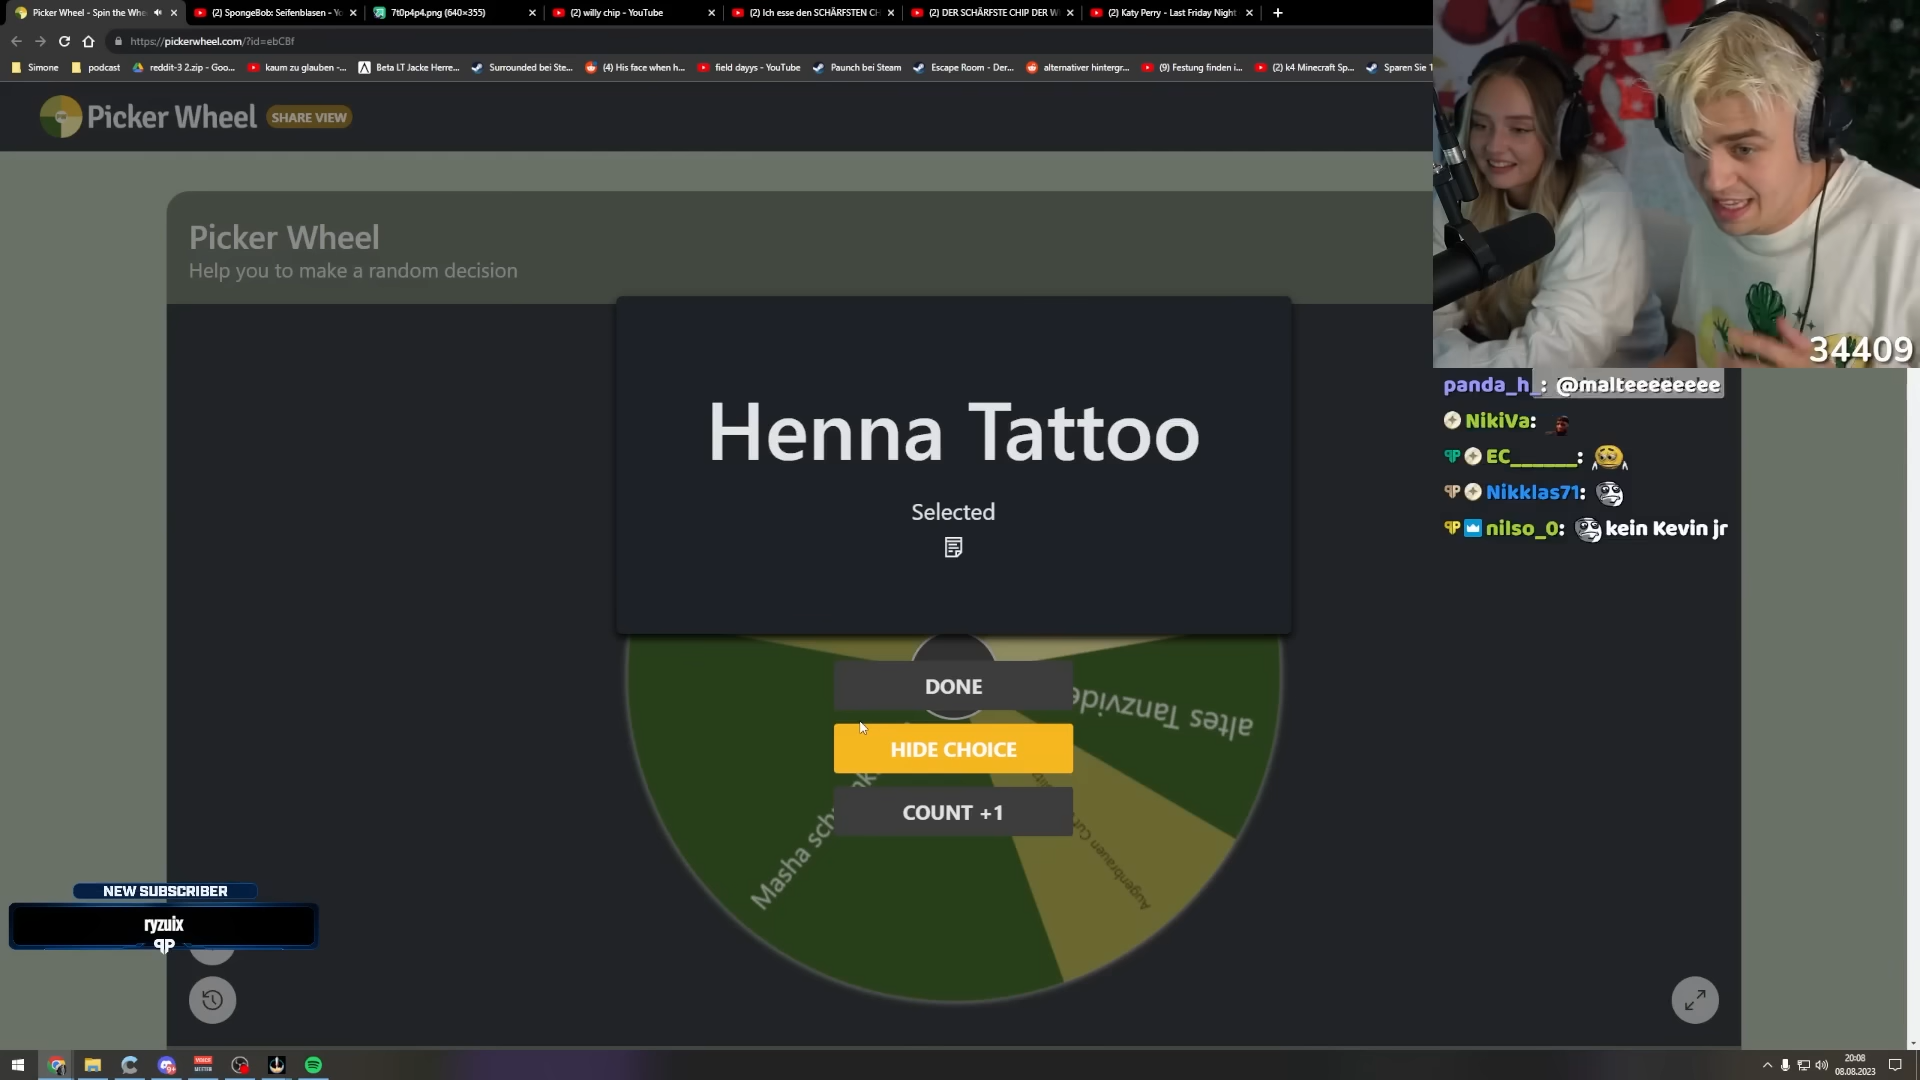 Picker Wheel - Spin the Whe
(2) SpongeBob: Seifenblasen - Yo
7t0p4p4.png (640×355)
(2) willy chip - YouTube
(2) Ich esse den SCHÄRFSTEN CH
(2) DER SCHÄRFSTE CHIP DER W
(2) Katy Perry - Last Friday Night
https://pickerwheel.com/?id=ebCBf
Simone
podcast
reddit-3 2.zip - Goo...
kaum zu glauben -...
Beta LT Jacke Herre...
Surrounded bei Ste...
(4) His face when h...
field dayys - YouTube
Paunch bei Steam
Escape Room - Der...
alternativer hintergr...
(9) Festung finden i...
(2) k4 Minecraft Sp...
Sparen Sie 1
Picker Wheel
SHARE VIEW
Picker Wheel
Help you to make a random decision
34409
panda_h_: @malteeeeeeee
NikiVa:
EC______:
Nikklas71:
nilso_0: kein Kevin jr
Henna Tattoo
Selected
DONE
HIDE CHOICE
COUNT +1
altes Tanzvide
Masha sch
Augenbrauen Cut
NEW SUBSCRIBER
ryzuix
20:08
08.08.2023